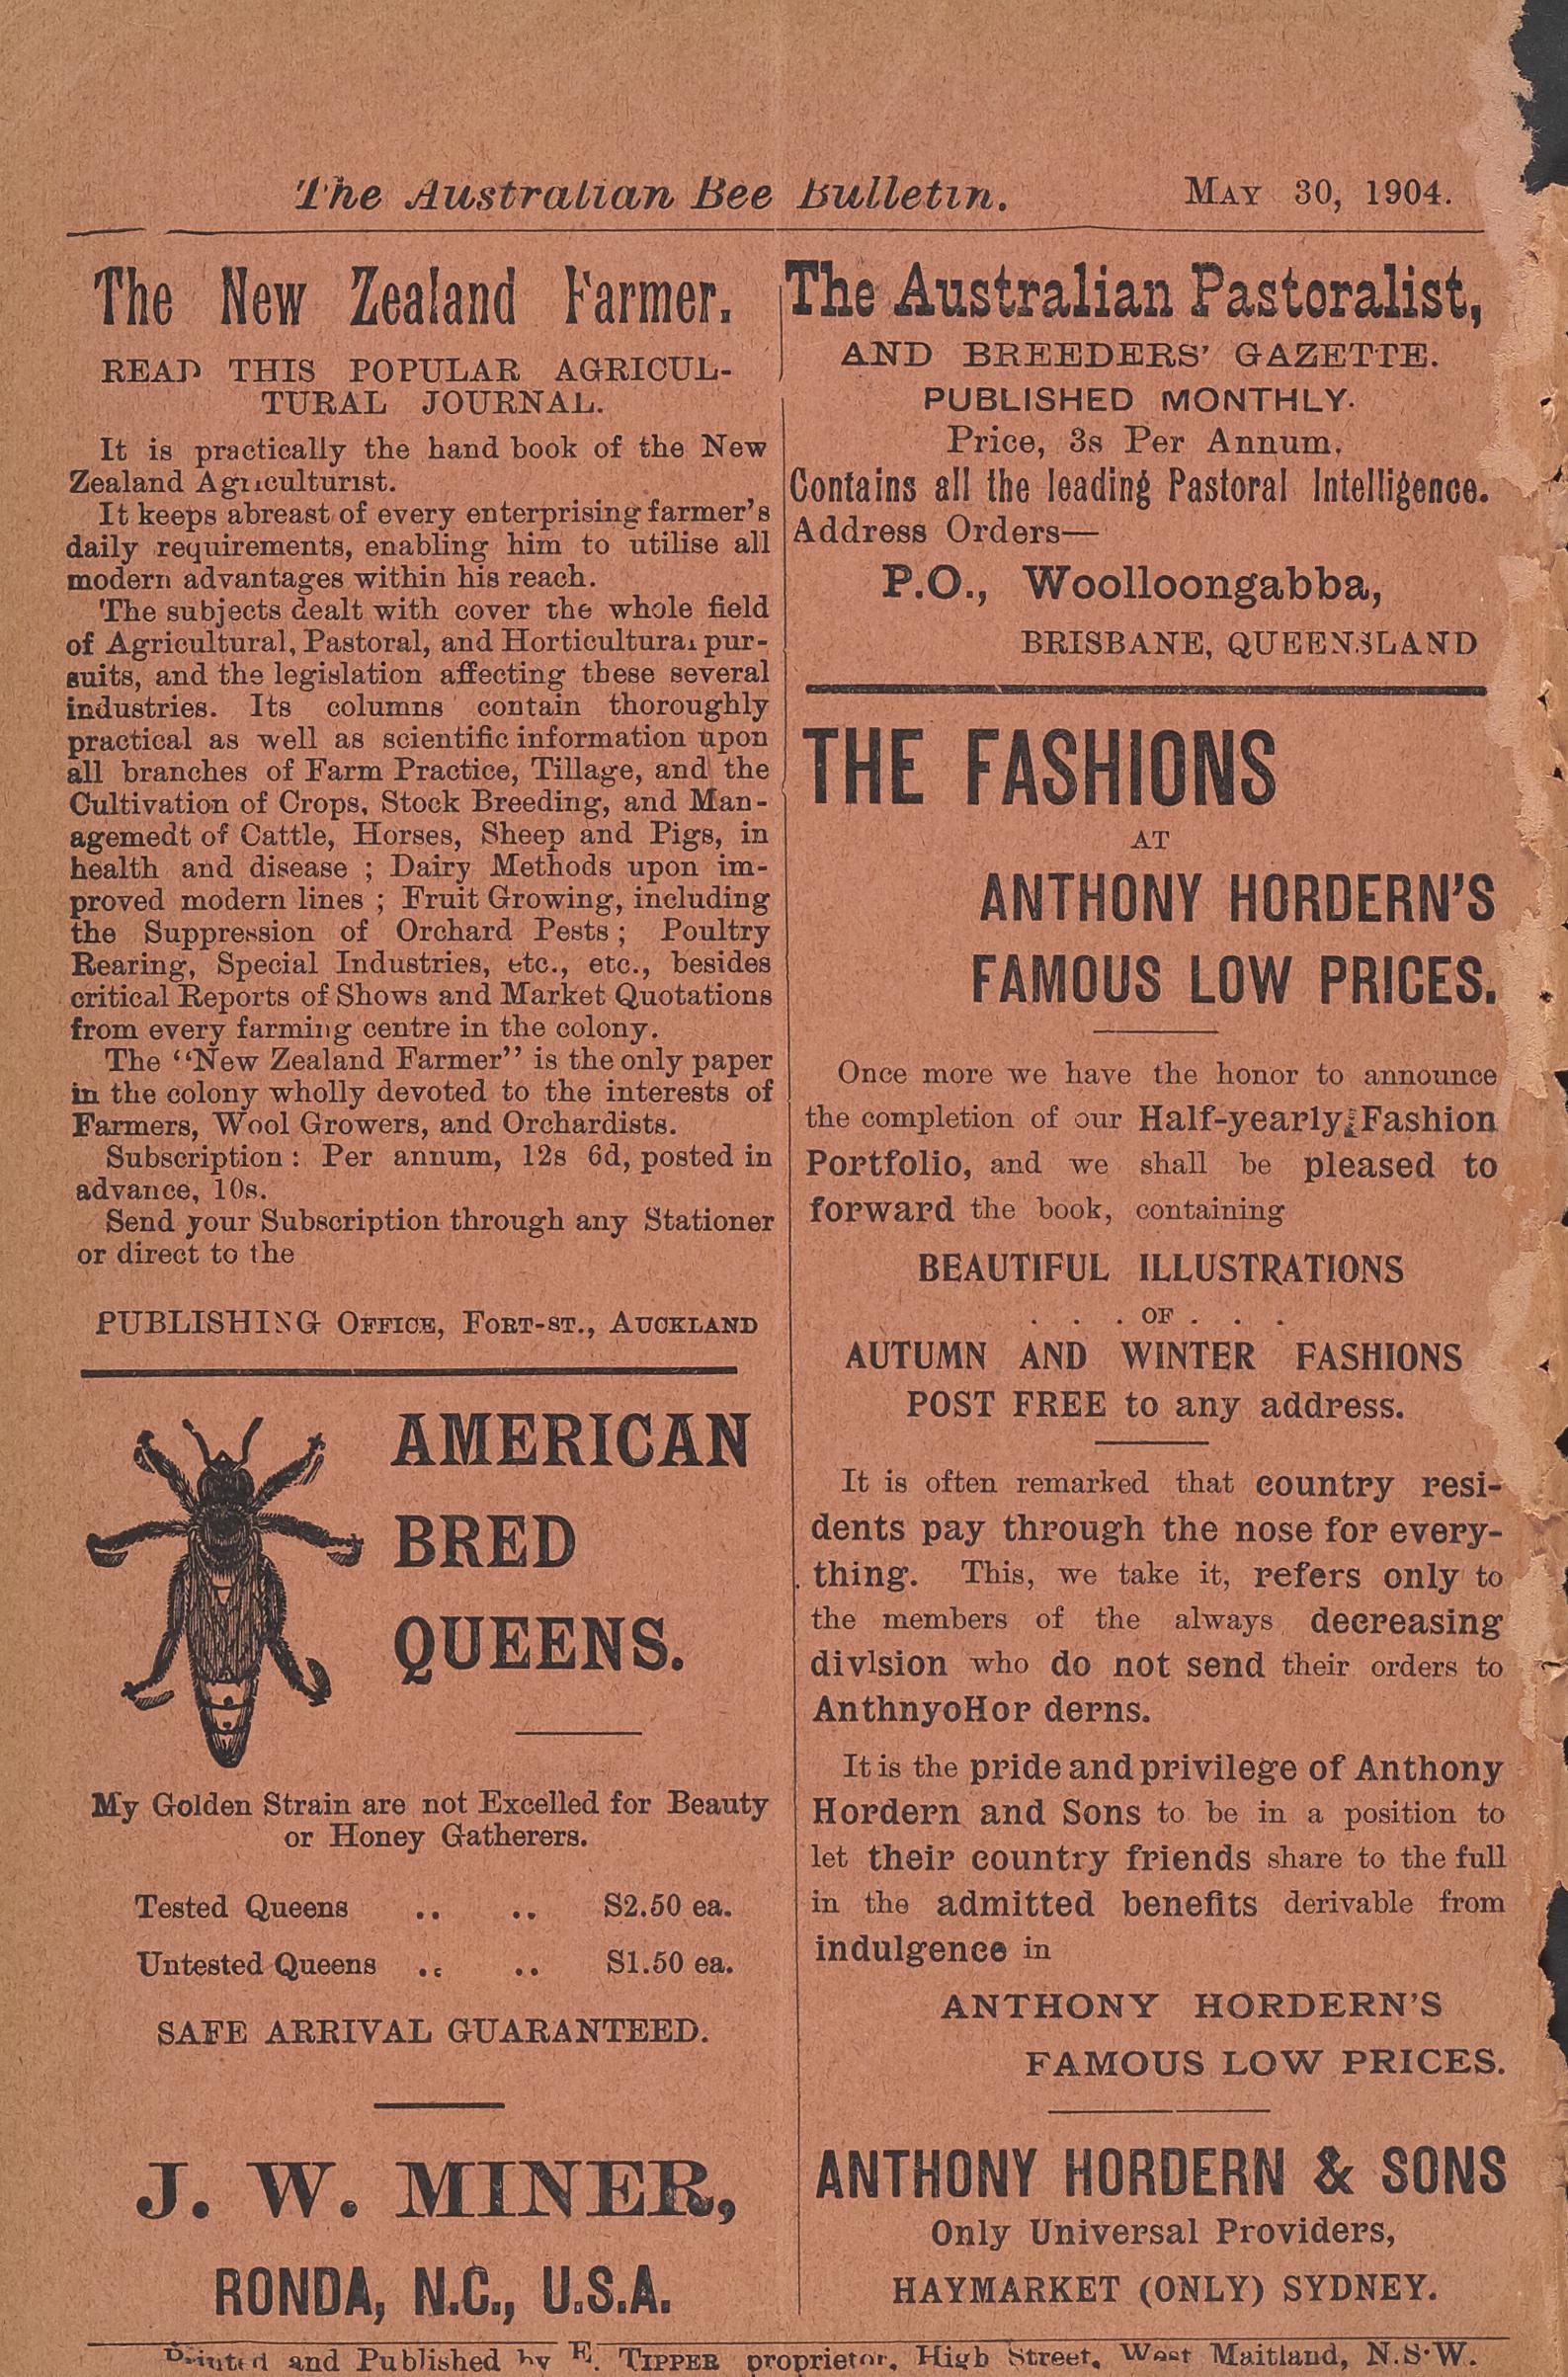 The Australian Bee Bulletin. MAY 30, 1904.
The New Zealand Farmer.
READ THIS POPULAR AGRICUL-
TURAL JOURNAL.
It is practically the hand book of the New
Zealand Agriculturist.
It keeps abreast of every enterprising farmer's
daily requirements, enabling him to utilise all
modern advantages within his reach.
The subjects dealt with cover the whole field
of Agricultural, Pastoral, and Horticultural pur-
suits, and the legislation affecting these several
industries. Its columns contain thoroughly
practical as well as scientific information upon
all branches of Farm Practice, Tillage, and the
Cultivation of Crops, Stock Breeding, and Man-
agemedt of Cattle, Horses, Sheep and Pigs, in
health and disease ; Dairy Methods upon im-
proved modern lines ; Fruit Growing, including
the Suppression of Orchard Pests ; Poultry
Rearing, Special Industries, etc., etc., besides
critical Reports of Shows and Market Quotations
from every farming centre in the colony.
The "New Zealand Farmer" is the only paper
in the colony wholly devoted to the interests of
Farmers, Wool Growers, and Orchardists.
Subscription : Per annum, 12s 6d, posted in
advance, 10s.
Send your Subscription through any Stationer
or direct to the
PUBLISHING OFFICE, FORT-ST., AUCKLAND
AMERICAN
BRED
QUEENS.
My Golden Strain are not Excelled for Beauty
or Honey Gatherers.
Tested Queens .. .. S2.50 ea.
Untested Queens .. .. S1.50 ea.
SAFE ARRIVAL GUARANTEED.
J. W. MINER,
RONDA, N.C., U.S.A.
The Australian Pastoralist,
AND BREEDERS' GAZETTE.
PUBLISHED MONTHLY.
Price, 3s Per Annum.
Contains all the leading Pastoral Intelligence.
Address Orders—
P.O., Woolloongabba,
BRISBANE, QUEENSLAND
THE FASHIONS
AT
ANTHONY HORDERN'S
FAMOUS LOW PRICES.
Once more we have the honor to announce
the completion of our Half-yearly Fashion
Portfolio, and we shall be pleased to
forward the book, containing
BEAUTIFUL ILLUSTRATIONS
. . . OF . . .
AUTUMN AND WINTER FASHIONS
POST FREE to any address.
It is often remarked that country resi-
dents pay through the nose for every-
thing. This, we take it, refers only to
the members of the always decreasing
divlsion who do not send their orders to
AnthnyoHor derns.
It is the pride and privilege of Anthony
Hordern and Sons to be in a position to
let their country friends share to the full
in the admitted benefits derivable from
indulgence in
ANTHONY HORDERN'S
FAMOUS LOW PRICES.
ANTHONY HORDERN & SONS
Only Universal Providers,
HAYMARKET (ONLY) SYDNEY.
Printed and Published by E. TIPPER proprietor, High Street, West Maitland, N.S.W.